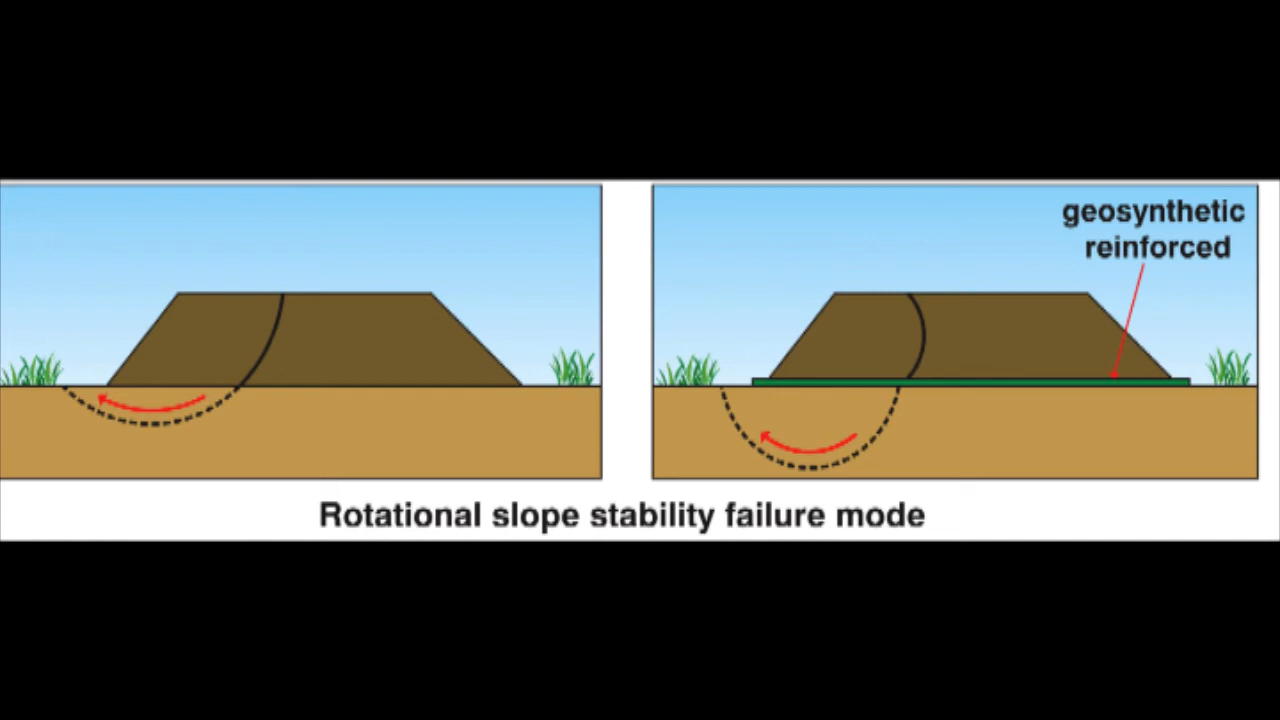 geosynthetic
reinforced
Rotational slope stability failure mode